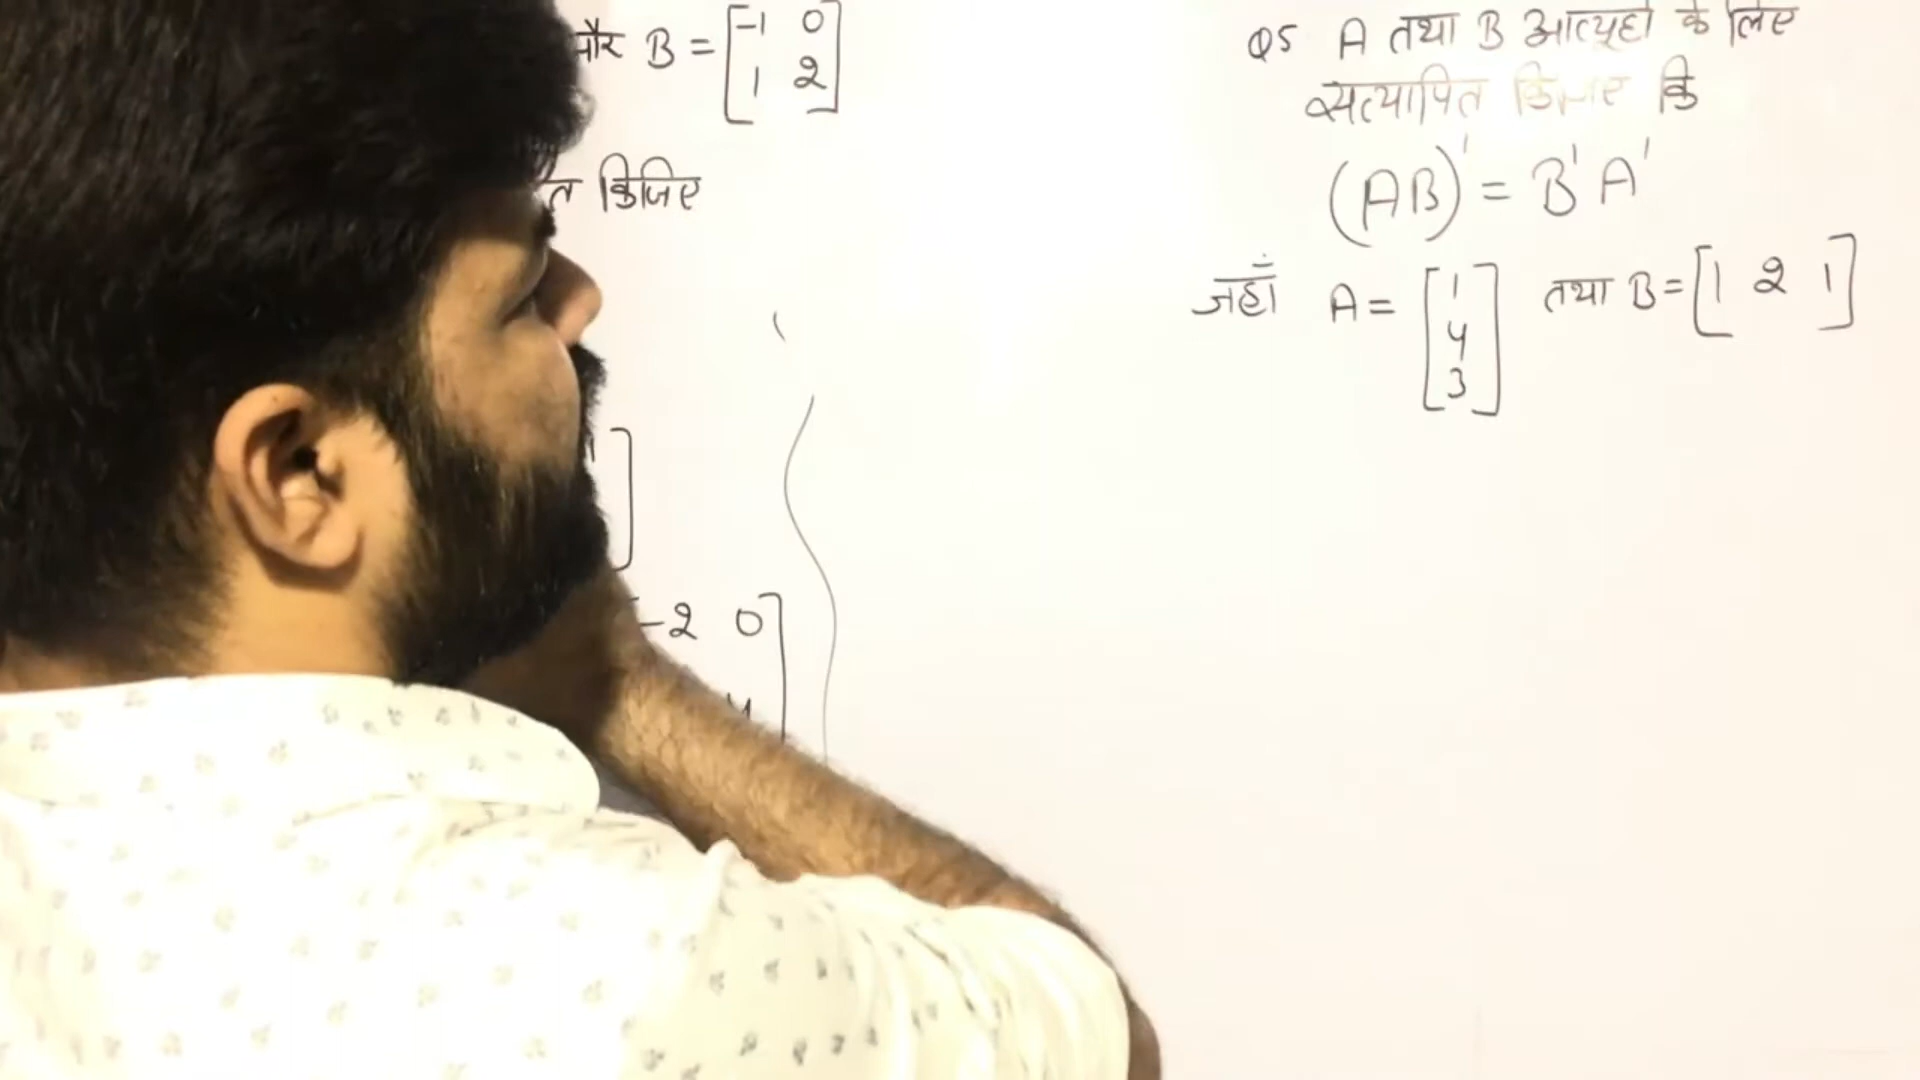 और B = [-1 0
1 2]
किजिए
]
-2 0]
4
Q5 A तथा B आव्यूहों के लिए
सत्यापित किजिए कि
(AB)' = B' A'
जहाँ A = [1 4 3] तथा B = [1 2 1]